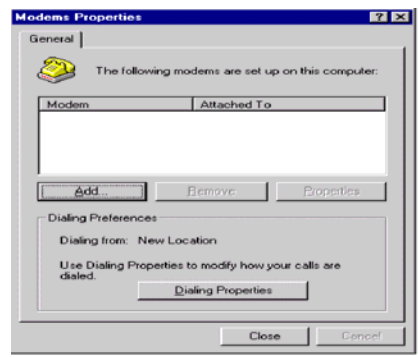 Modems Properties
General
The following modems are set up on this computer:
Modem Attached To
Add... Remove Properties
Dialing Preferences
Dialing from: New Location
Use Dialing Properties to modify how your calls are
dialed.
Dialing Properties
Close Cancel